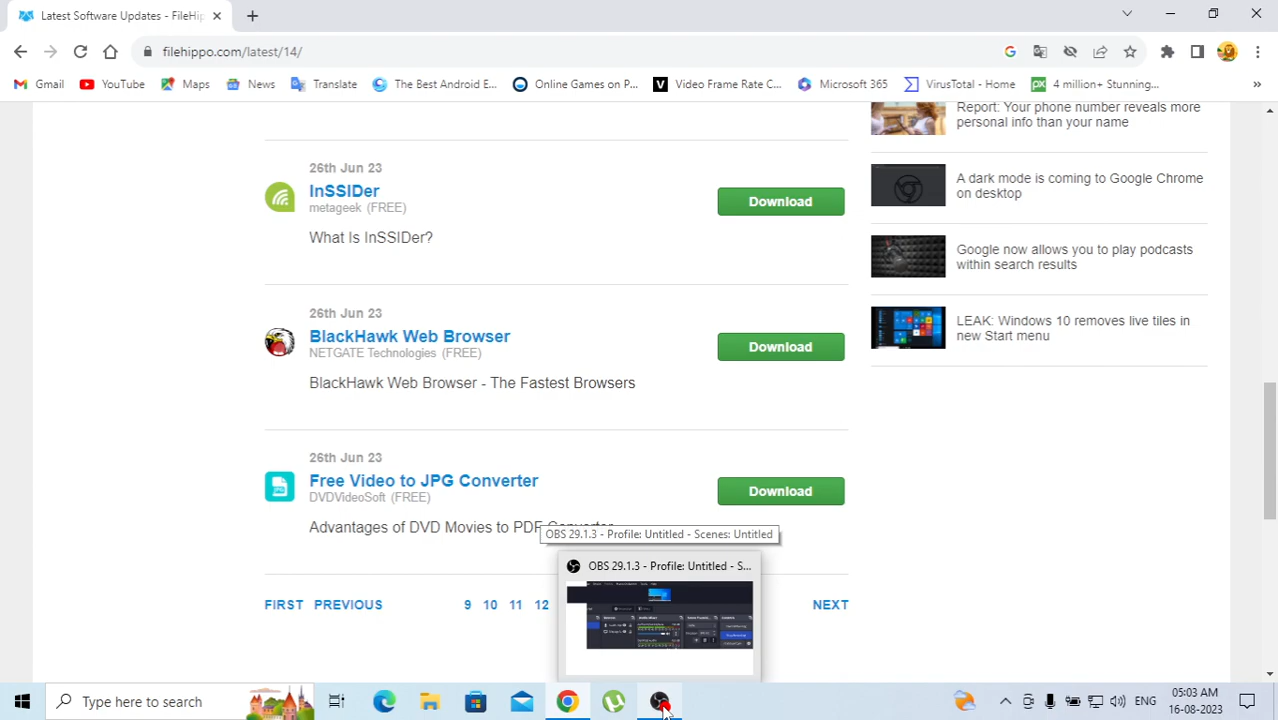 Latest Software Updates - FileHi
filehippo.com/latest/14/
Gmail
YouTube
Maps
News
Translate
The Best Android E...
Online Games on P...
Video Frame Rate C...
Microsoft 365
VirusTotal - Home
4 million+ Stunning...
26th Jun 23
InSSIDer
metageek (FREE)
Download
What Is InSSIDer?
26th Jun 23
BlackHawk Web Browser
NETGATE Technologies (FREE)
Download
BlackHawk Web Browser - The Fastest Browsers
26th Jun 23
Free Video to JPG Converter
DVDVideoSoft (FREE)
Download
Advantages of DVD Movies to PDF Converter
FIRST PREVIOUS 9 10 11 12 NEXT
Report: Your phone number reveals more
personal info than your name
A dark mode is coming to Google Chrome
on desktop
Google now allows you to play podcasts
within search results
LEAK: Windows 10 removes live tiles in
new Start menu
OBS 29.1.3 - Profile: Untitled - Scenes: Untitled
OBS 29.1.3 - Profile: Untitled - S...
Type here to search
ENG
05:03 AM
16-08-2023